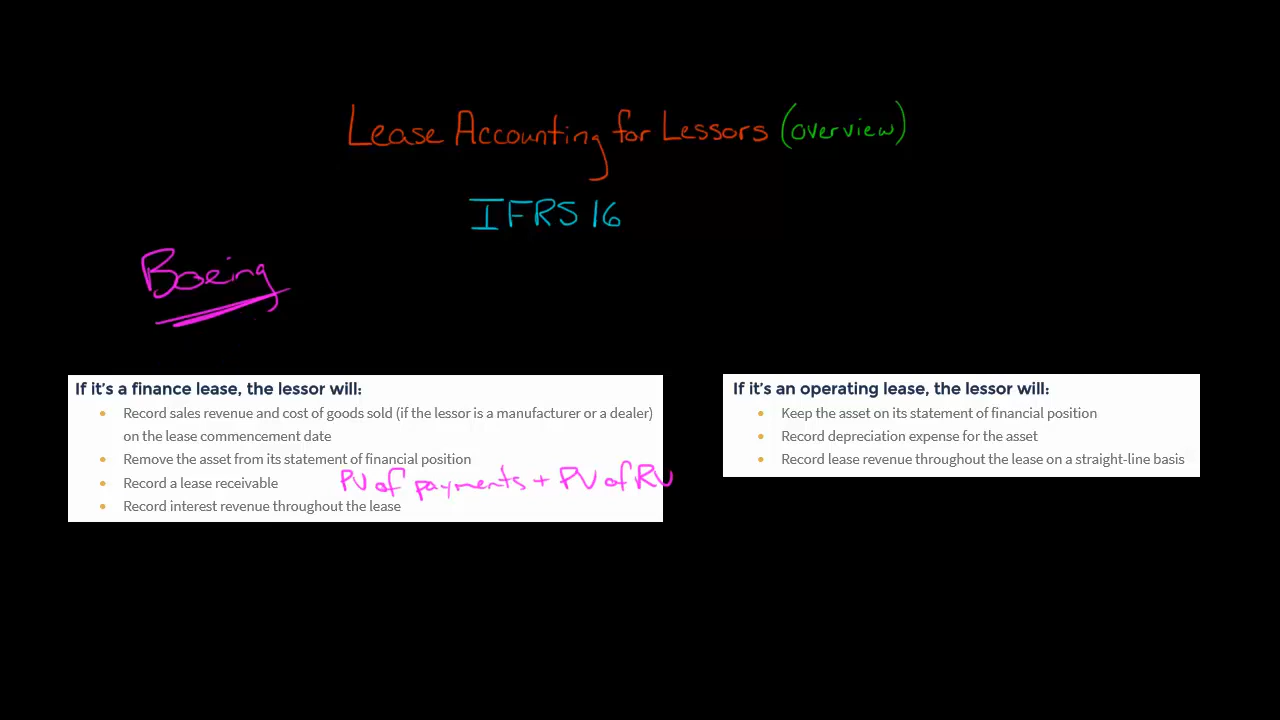 Lease Accounting for Lessors (overview)
IFRS 16
Boeing
If it's a finance lease, the lessor will:
• Record sales revenue and cost of goods sold (if the lessor is a manufacturer or a dealer)
on the lease commencement date
• Remove the asset from its statement of financial position
• Record a lease receivable PV of payments + PV of RV
• Record interest revenue throughout the lease
If it's an operating lease, the lessor will:
• Keep the asset on its statement of financial position
• Record depreciation expense for the asset
• Record lease revenue throughout the lease on a straight-line basis